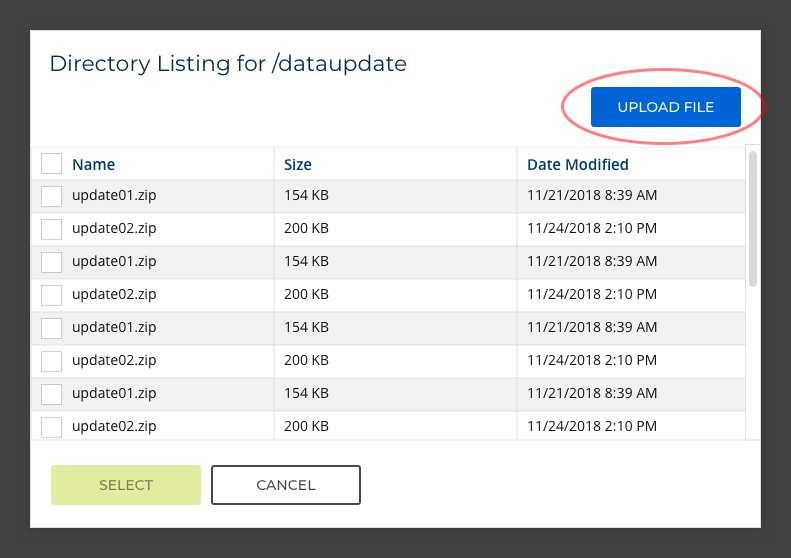 Directory Listing for /dataupdate
UPLOAD FILE
Name Size Date Modified
update01.zip 154 KB 11/21/2018 8:39 AM
update02.zip 200 KB 11/24/2018 2:10 PM
update01.zip 154 KB 11/21/2018 8:39 AM
update02.zip 200 KB 11/24/2018 2:10 PM
update01.zip 154 KB 11/21/2018 8:39 AM
update02.zip 200 KB 11/24/2018 2:10 PM
update01.zip 154 KB 11/21/2018 8:39 AM
update02.zip 200 KB 11/24/2018 2:10 PM
SELECT CANCEL